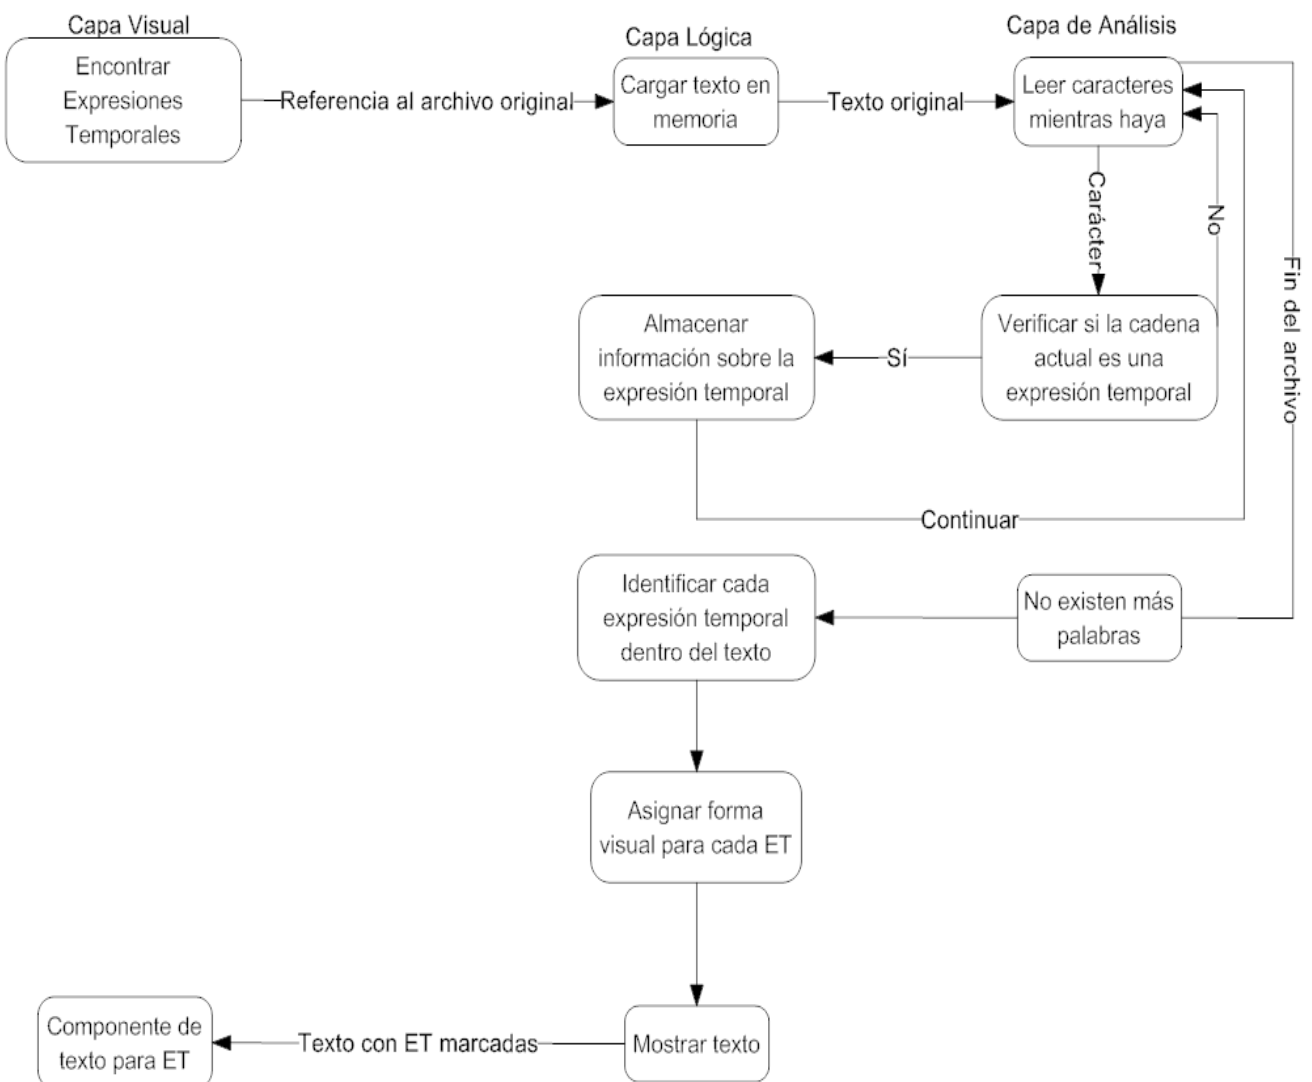 Capa Visual
Capa Lógica
Capa de Análisis
Encontrar
Expresiones
Temporales
Referencia al archivo original
Cargar texto en
memoria
Texto original
Leer caracteres
mientras haya
Carácter
No
Fin del archivo
Almacenar
información sobre la
expresión temporal
Sí
Verificar si la cadena
actual es una
expresión temporal
Continuar
Identificar cada
expresión temporal
dentro del texto
No existen más
palabras
Asignar forma
visual para cada ET
Componente de
texto para ET
Texto con ET marcadas
Mostrar texto